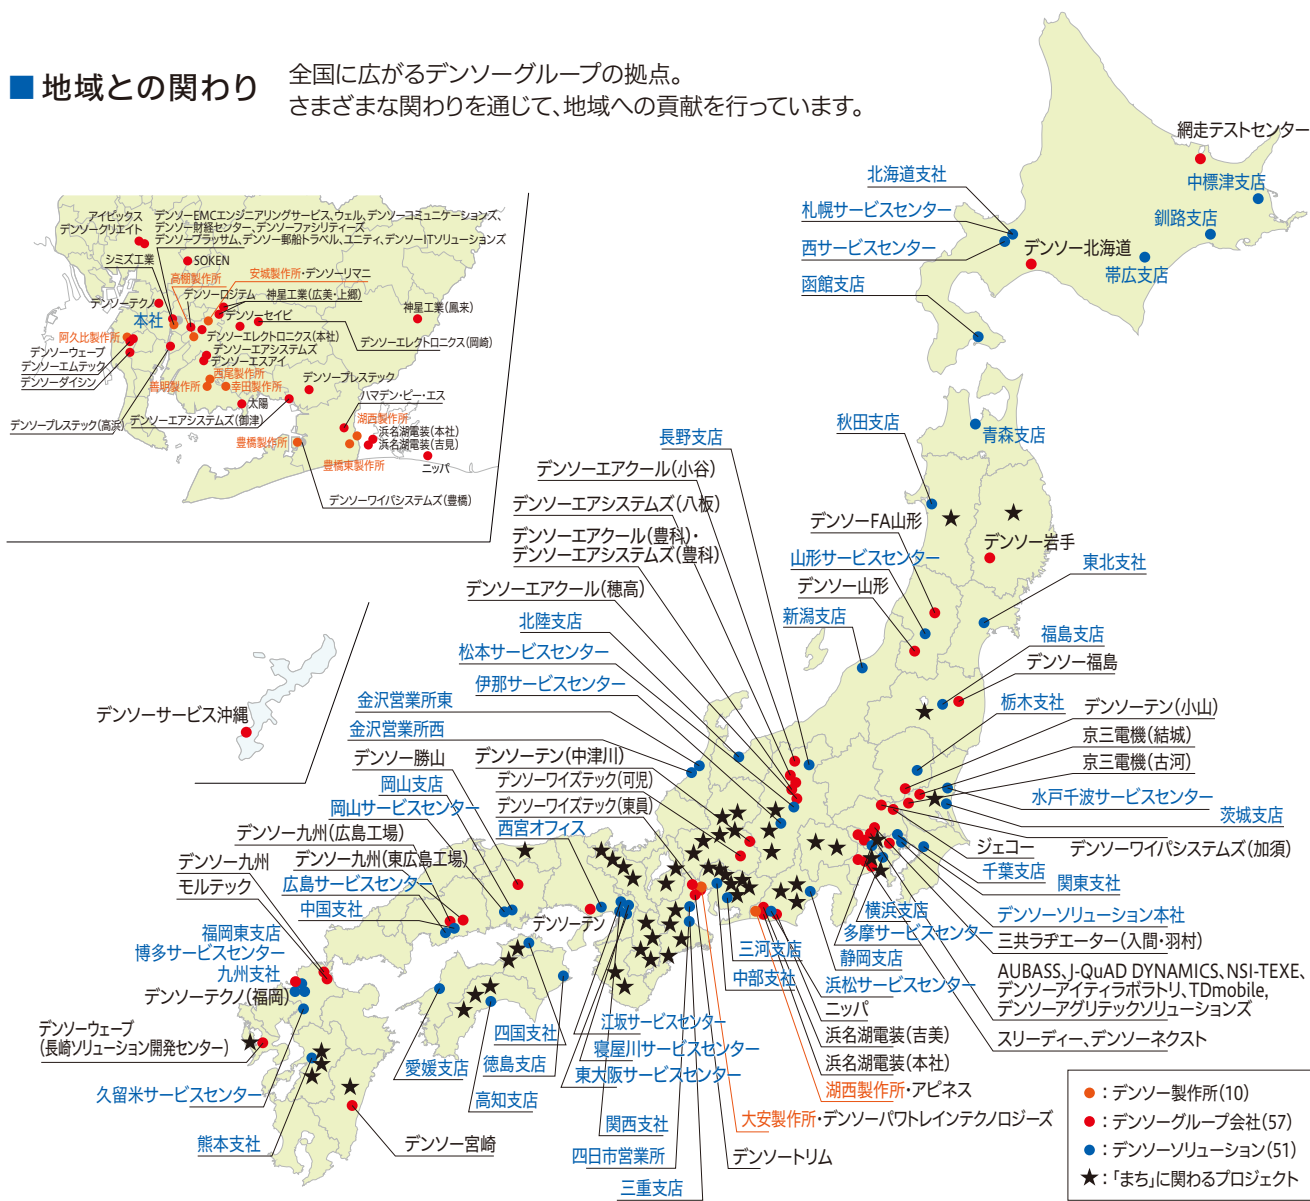 ■ 地域との関わり
全国に広がるデンソーグループの拠点。
さまざまな関わりを通じて、地域への貢献を行っています。
アイビックス
デンソークリエイト
デンソーEMCエンジニアリングサービス、ウェル、デンソーコミュニケーションズ、
デンソー財経センター、デンソーファシリティーズ
デンソーブラッサム、デンソー郵船トラベル、ユニティ、デンソーITソリューションズ
シミズ工業
SOKEN
高棚製作所
安城製作所・デンソーリマニ
デンソーロジテム
神星工業(広美・上郷)
神星工業(鳳来)
デンソーテクノ
本社
デンソーセイビ
阿久比製作所
デンソーエレクトロニクス(本社)
デンソーエレクトロニクス(岡崎)
デンソーウェーブ
デンソーエアシステムズ
デンソーエムテック
デンソーエスアイ
デンソーダイシン
西尾製作所
善明製作所
幸田製作所
デンソープレステック
太陽
ハマデン・ピー・エス
デンソープレステック(高浜)
デンソーエアシステムズ(御津)
湖西製作所
浜名湖電装(本社)
豊橋製作所
浜名湖電装(吉見)
豊橋東製作所
ニッパ
デンソーワイパシステムズ(豊橋)
網走テストセンター
北海道支社
中標津支店
札幌サービスセンター
釧路支店
西サービスセンター
デンソー北海道
帯広支店
函館支店
秋田支店
青森支店
長野支店
デンソーエアクール(小谷)
デンソーエアシステムズ(八板)
デンソーFA山形
デンソーエアクール(豊科)・
デンソーエアシステムズ(豊科)
デンソー岩手
山形サービスセンター
東北支社
デンソーエアクール(穂高)
デンソー山形
北陸支店
新潟支店
福島支店
松本サービスセンター
デンソー福島
伊那サービスセンター
金沢営業所東
栃木支社
デンソーテン(小山)
デンソーサービス沖縄
金沢営業所西
京三電機(結城)
デンソーテン(中津川)
デンソー勝山
京三電機(古河)
デンソーワイズテック(可児)
岡山支店
水戸千波サービスセンター
デンソーワイズテック(東員)
岡山サービスセンター
茨城支店
西宮オフィス
デンソー九州(広島工場)
ジェコー
デンソーワイパシステムズ(加須)
デンソー九州
デンソー九州(東広島工場)
千葉支店
モルテック
広島サービスセンター
関東支社
中国支社
デンソーテン
横浜支店
デンソーソリューション本社
福岡東支店
多摩サービスセンター
三共ラヂエーター(入間・羽村)
博多サービスセンター
三河支店
静岡支店
九州支社
中部支社
浜松サービスセンター
AUBASS、J-QuAD DYNAMICS、NSI-TEXE、
デンソーアイティラボラトリ、TDmobile、
デンソーアグリテックソリューションズ
デンソーテクノ(福岡)
ニッパ
江坂サービスセンター
デンソーウェーブ
(長崎ソリューション開発センター)
四国支社
浜名湖電装(吉美)
スリーディー、デンソーネクスト
寝屋川サービスセンター
愛媛支店
徳島支店
浜名湖電装(本社)
東大阪サービスセンター
久留米サービスセンター
高知支店
湖西製作所・アピネス
関西支社
大安製作所・デンソーパワトレインテクノロジーズ
熊本支社
デンソー宮崎
四日市営業所
デンソートリム
三重支店
●：デンソー製作所(10)
●：デンソーグループ会社(57)
●：デンソーソリューション(51)
★：「まち」に関わるプロジェクト